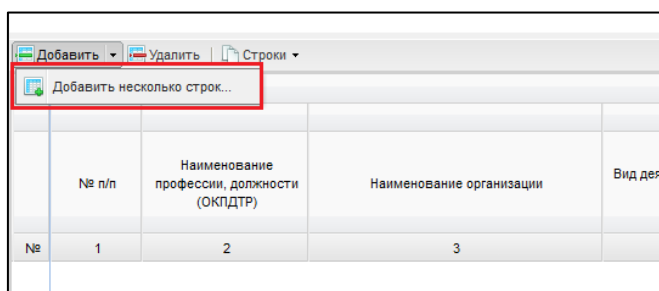 Добавить Удалить Строки
Добавить несколько строк...
№ п/п
Наименование
профессии, должности
(ОКПДТР)
Наименование организации
Вид дея
№ 1 2 3